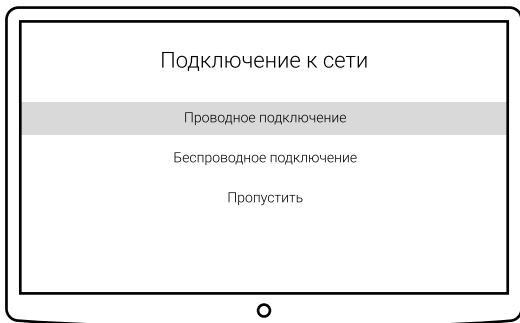 Подключение к сети
Проводное подключение
Беспроводное подключение
Пропустить